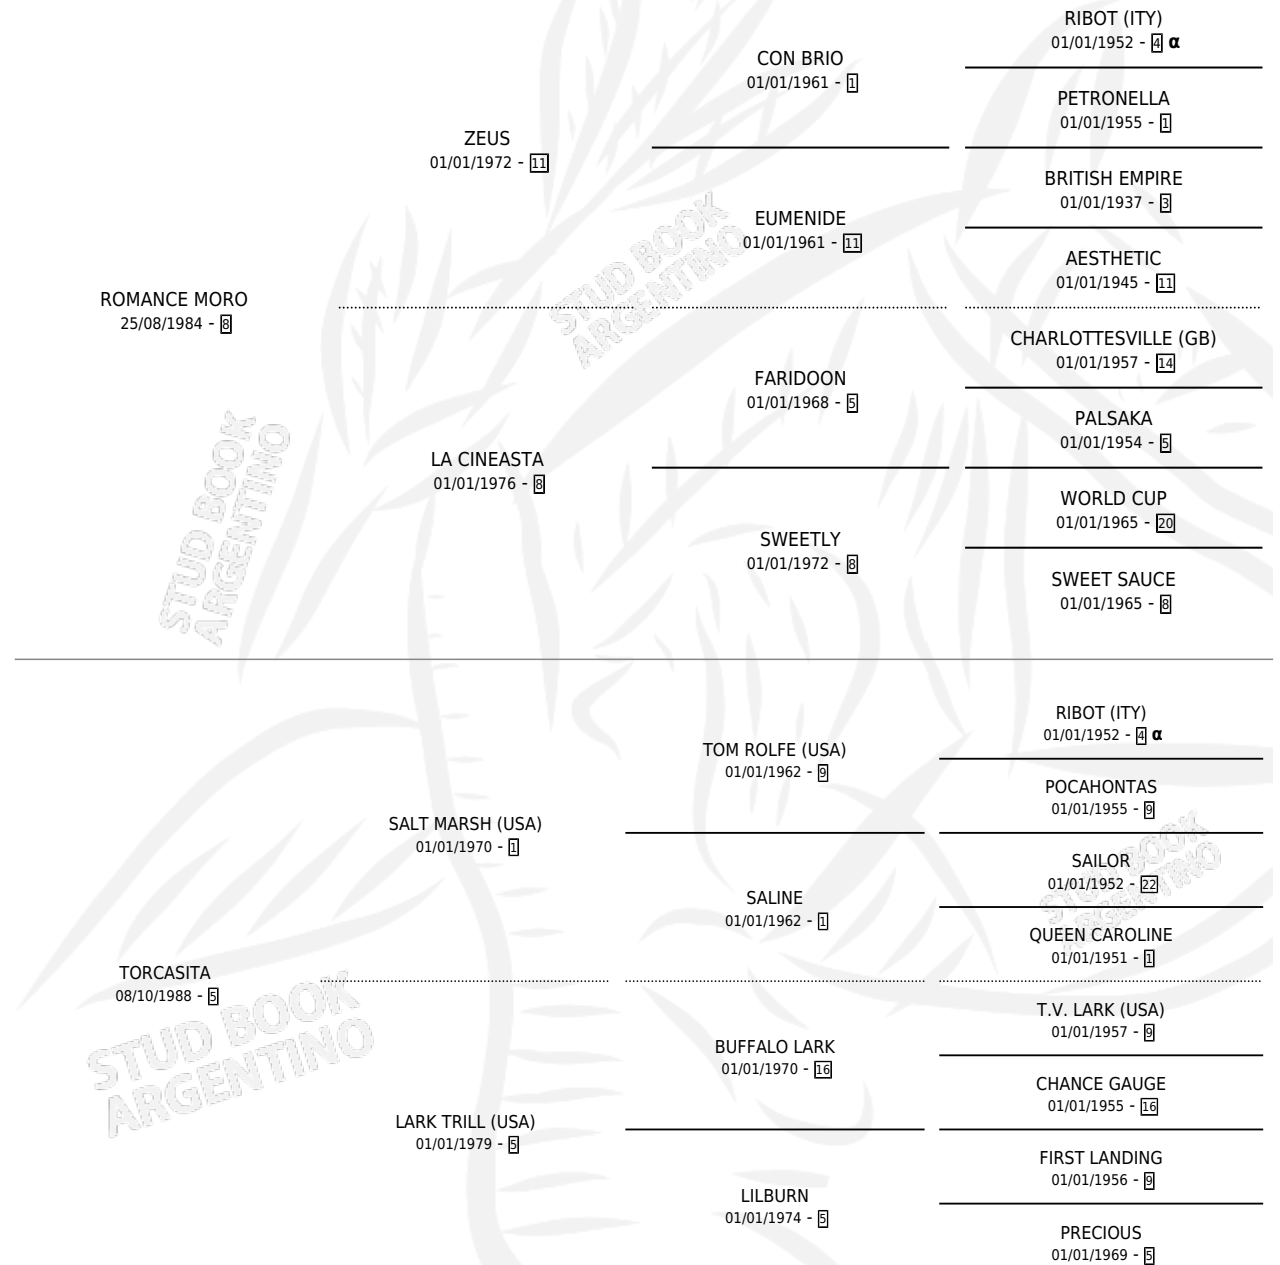 RIBOT (ITY)
01/01/1952 - 4 α
CON BRIO
01/01/1961 - 1
PETRONELLA
01/01/1955 - 1
ZEUS
01/01/1972 - 11
BRITISH EMPIRE
01/01/1937 - 3
EUMENIDE
01/01/1961 - 11
AESTHETIC
01/01/1945 - 11
ROMANCE MORO
25/08/1984 - 8
CHARLOTTESVILLE (GB)
01/01/1957 - 14
FARIDOON
01/01/1968 - 5
PALSAKA
01/01/1954 - 5
LA CINEASTA
01/01/1976 - 8
WORLD CUP
01/01/1965 - 20
SWEETLY
01/01/1972 - 8
SWEET SAUCE
01/01/1965 - 8
RIBOT (ITY)
01/01/1952 - 4 α
TOM ROLFE (USA)
01/01/1962 - 9
POCAHONTAS
01/01/1955 - 9
SALT MARSH (USA)
01/01/1970 - 1
SAILOR
01/01/1952 - 22
SALINE
01/01/1962 - 1
QUEEN CAROLINE
01/01/1951 - 1
TORCASITA
08/10/1988 - 5
T.V. LARK (USA)
01/01/1957 - 9
BUFFALO LARK
01/01/1970 - 16
CHANCE GAUGE
01/01/1955 - 16
LARK TRILL (USA)
01/01/1979 - 5
FIRST LANDING
01/01/1956 - 9
LILBURN
01/01/1974 - 5
PRECIOUS
01/01/1969 - 5
STUD BOOK
ARGENTINO
STUD BOOK
ARGENTINO
STUD BOOK
ARGENTINO
STUD BOOK
ARGENTINO